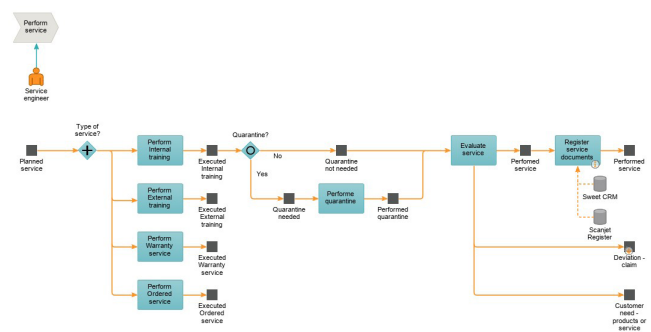 Perform
service
Service
engineer
Type of
service?
Planned
service
Perform
Internal
training
Executed
Internal
training
Quarantine?
No
Yes
Quarantine
not needed
Quarantine
needed
Performe
quarantine
Performed
quarantine
Evaluate
service
Perfomed
service
Register
service
documents
Performed
service
Sweet CRM
Scanjet
Register
Perform
External
training
Executed
External
training
Perform
Warranty
service
Executed
Warranty
service
Deviation -
claim
Perform
Ordered
service
Executed
Ordered
service
Customer
need -
products or
service